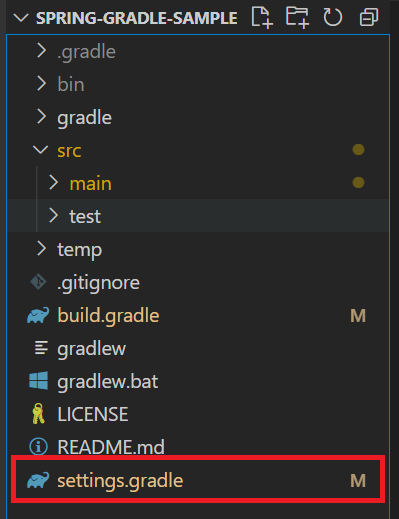 SPRING-GRADLE-SAMPLE
.gradle
bin
gradle
src
main
test
temp
.gitignore
build.gradle M
gradlew
gradlew.bat
LICENSE
README.md
settings.gradle M